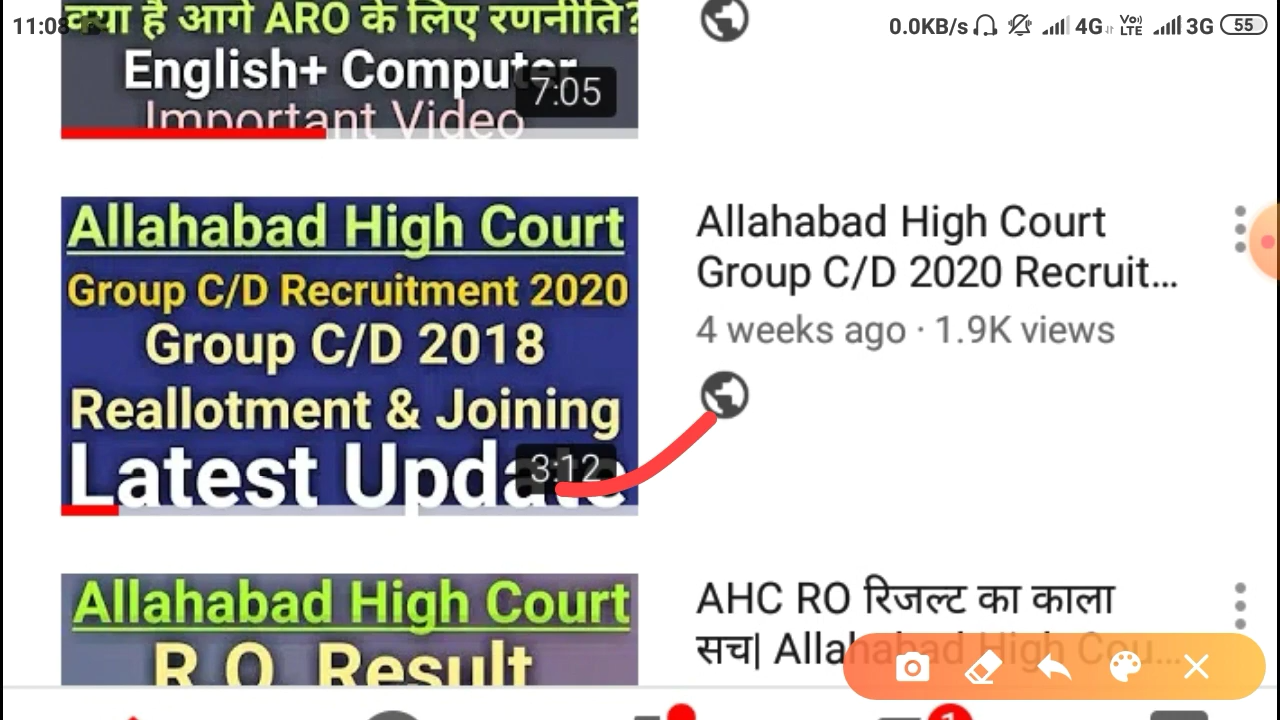 11:08
0.0KB/s 4G Vo) LTE 3G 55
क्या है आगे ARO के लिए रणनीति?
English+ Computer
7:05
Important Video
Allahabad High Court
Group C/D Recruitment 2020
Group C/D 2018
Reallotment & Joining
Latest Update
3:12
Allahabad High Court
Group C/D 2020 Recruit...
4 weeks ago · 1.9K views
Allahabad High Court
R.O. Result
AHC RO रिजल्ट का काला
सच| Allahabad High Cou...
1